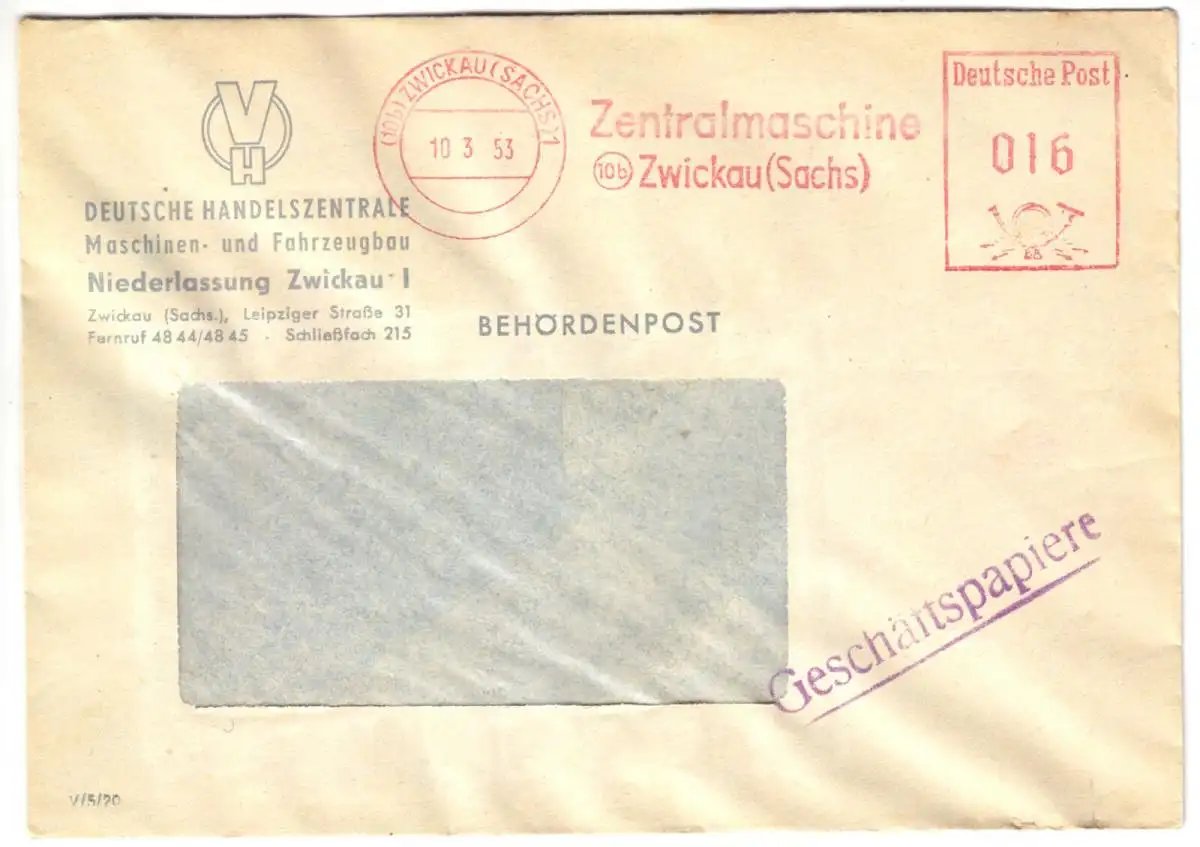 V
H
DEUTSCHE HANDELSZENTRALE
Maschinen- und Fahrzeugbau
Niederlassung Zwickau - I
Zwickau (Sachs.), Leipziger Straße 31
Fernruf 48 44/48 45 - Schließfach 215
(10b) ZWICKAU (SACHS) 1
10 3 53
Zentralmaschine
10b Zwickau (Sachs)
Deutsche Post
016
BEHÖRDENPOST
Geschäftspapiere
V/5/20